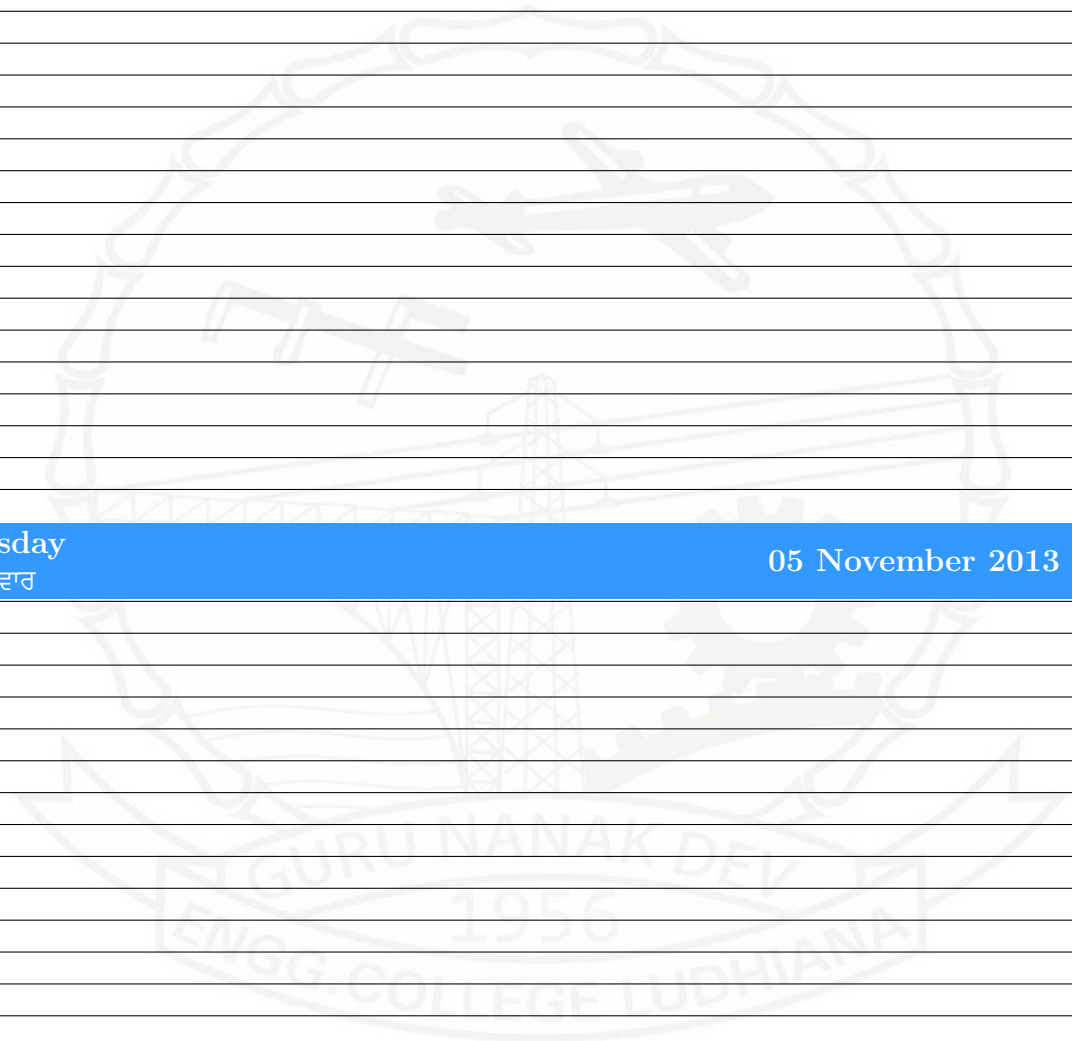 sday
ਵਾਰ
05 November 2013
GURU NANAK DEV
1956
ENGG. COLLEGE LUDHIANA